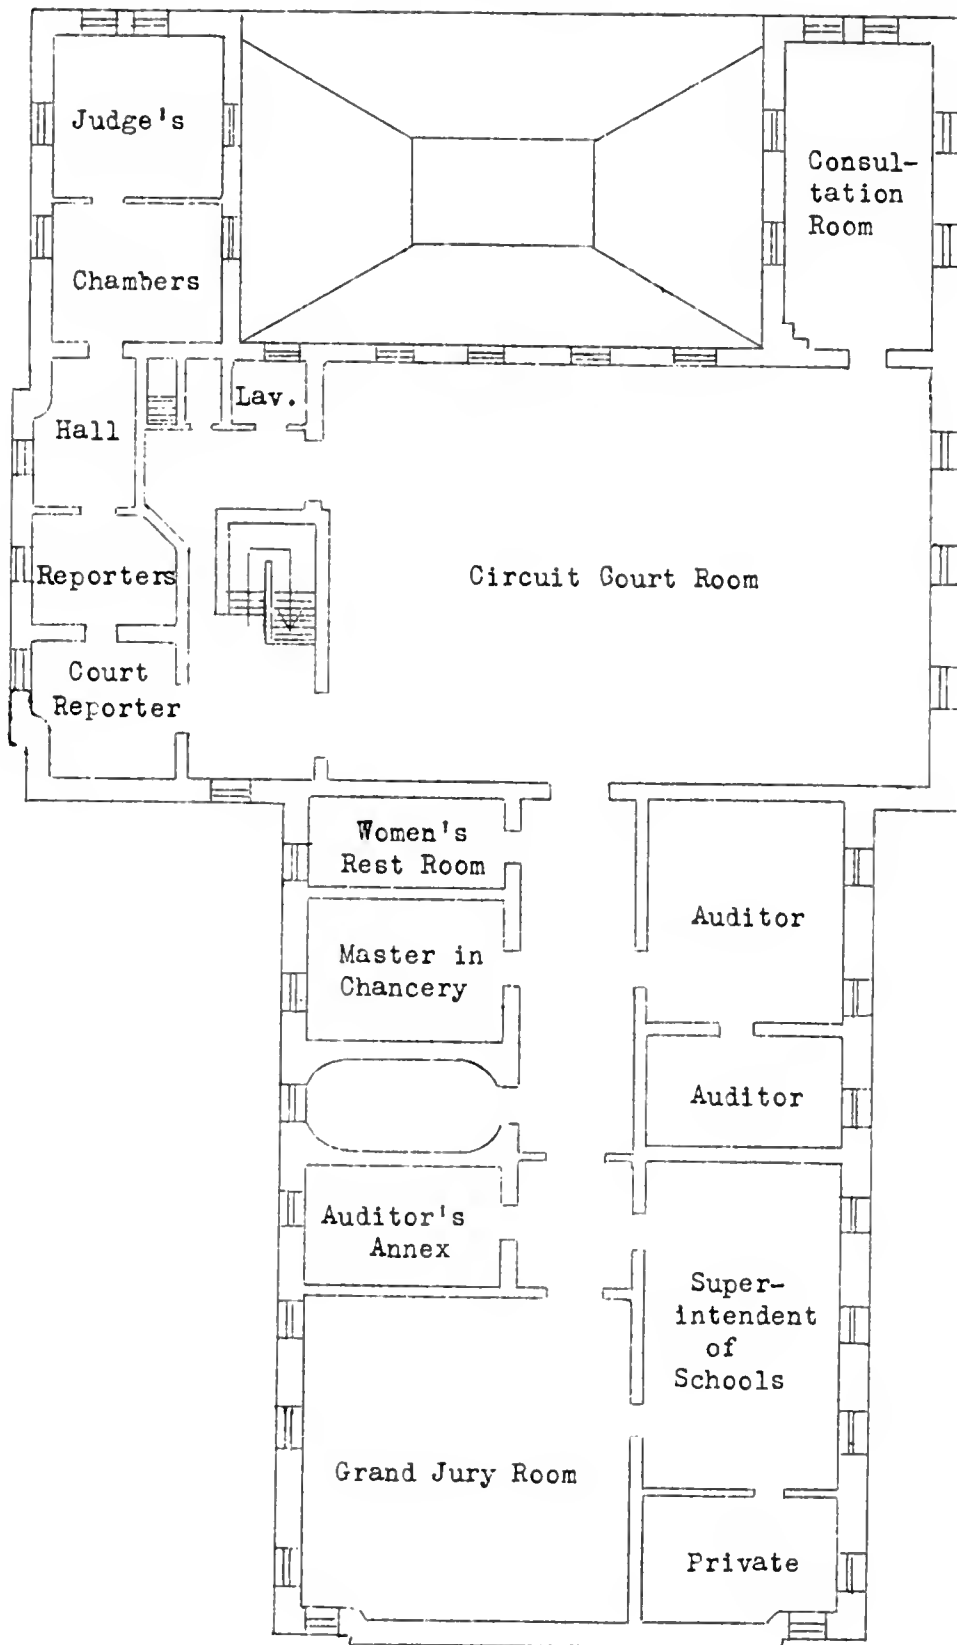 Judge's
Chambers
Consul-
tation
Room
Lav.
Hall
Reporters
Court
Reporter
Circuit Court Room
Women's
Rest Room
Master in
Chancery
Auditor
Auditor
Auditor's
Annex
Super-
intendent
of
Schools
Grand Jury Room
Private